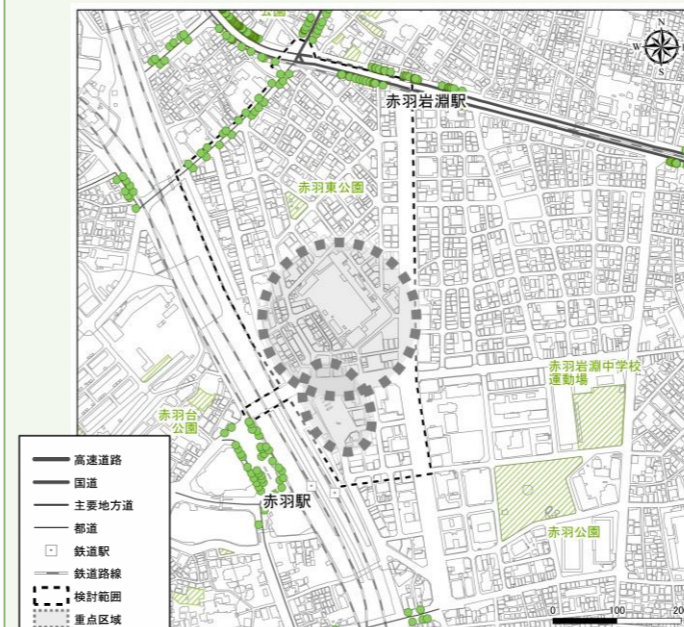 公園
N
W
S
赤羽岩淵駅
赤羽東公園
赤羽岩淵中学校
運動場
赤羽台
公園
赤羽駅
赤羽公園
高速道路
国道
主要地方道
都道
鉄道駅
鉄道路線
検討範囲
重点区域
0 100 20